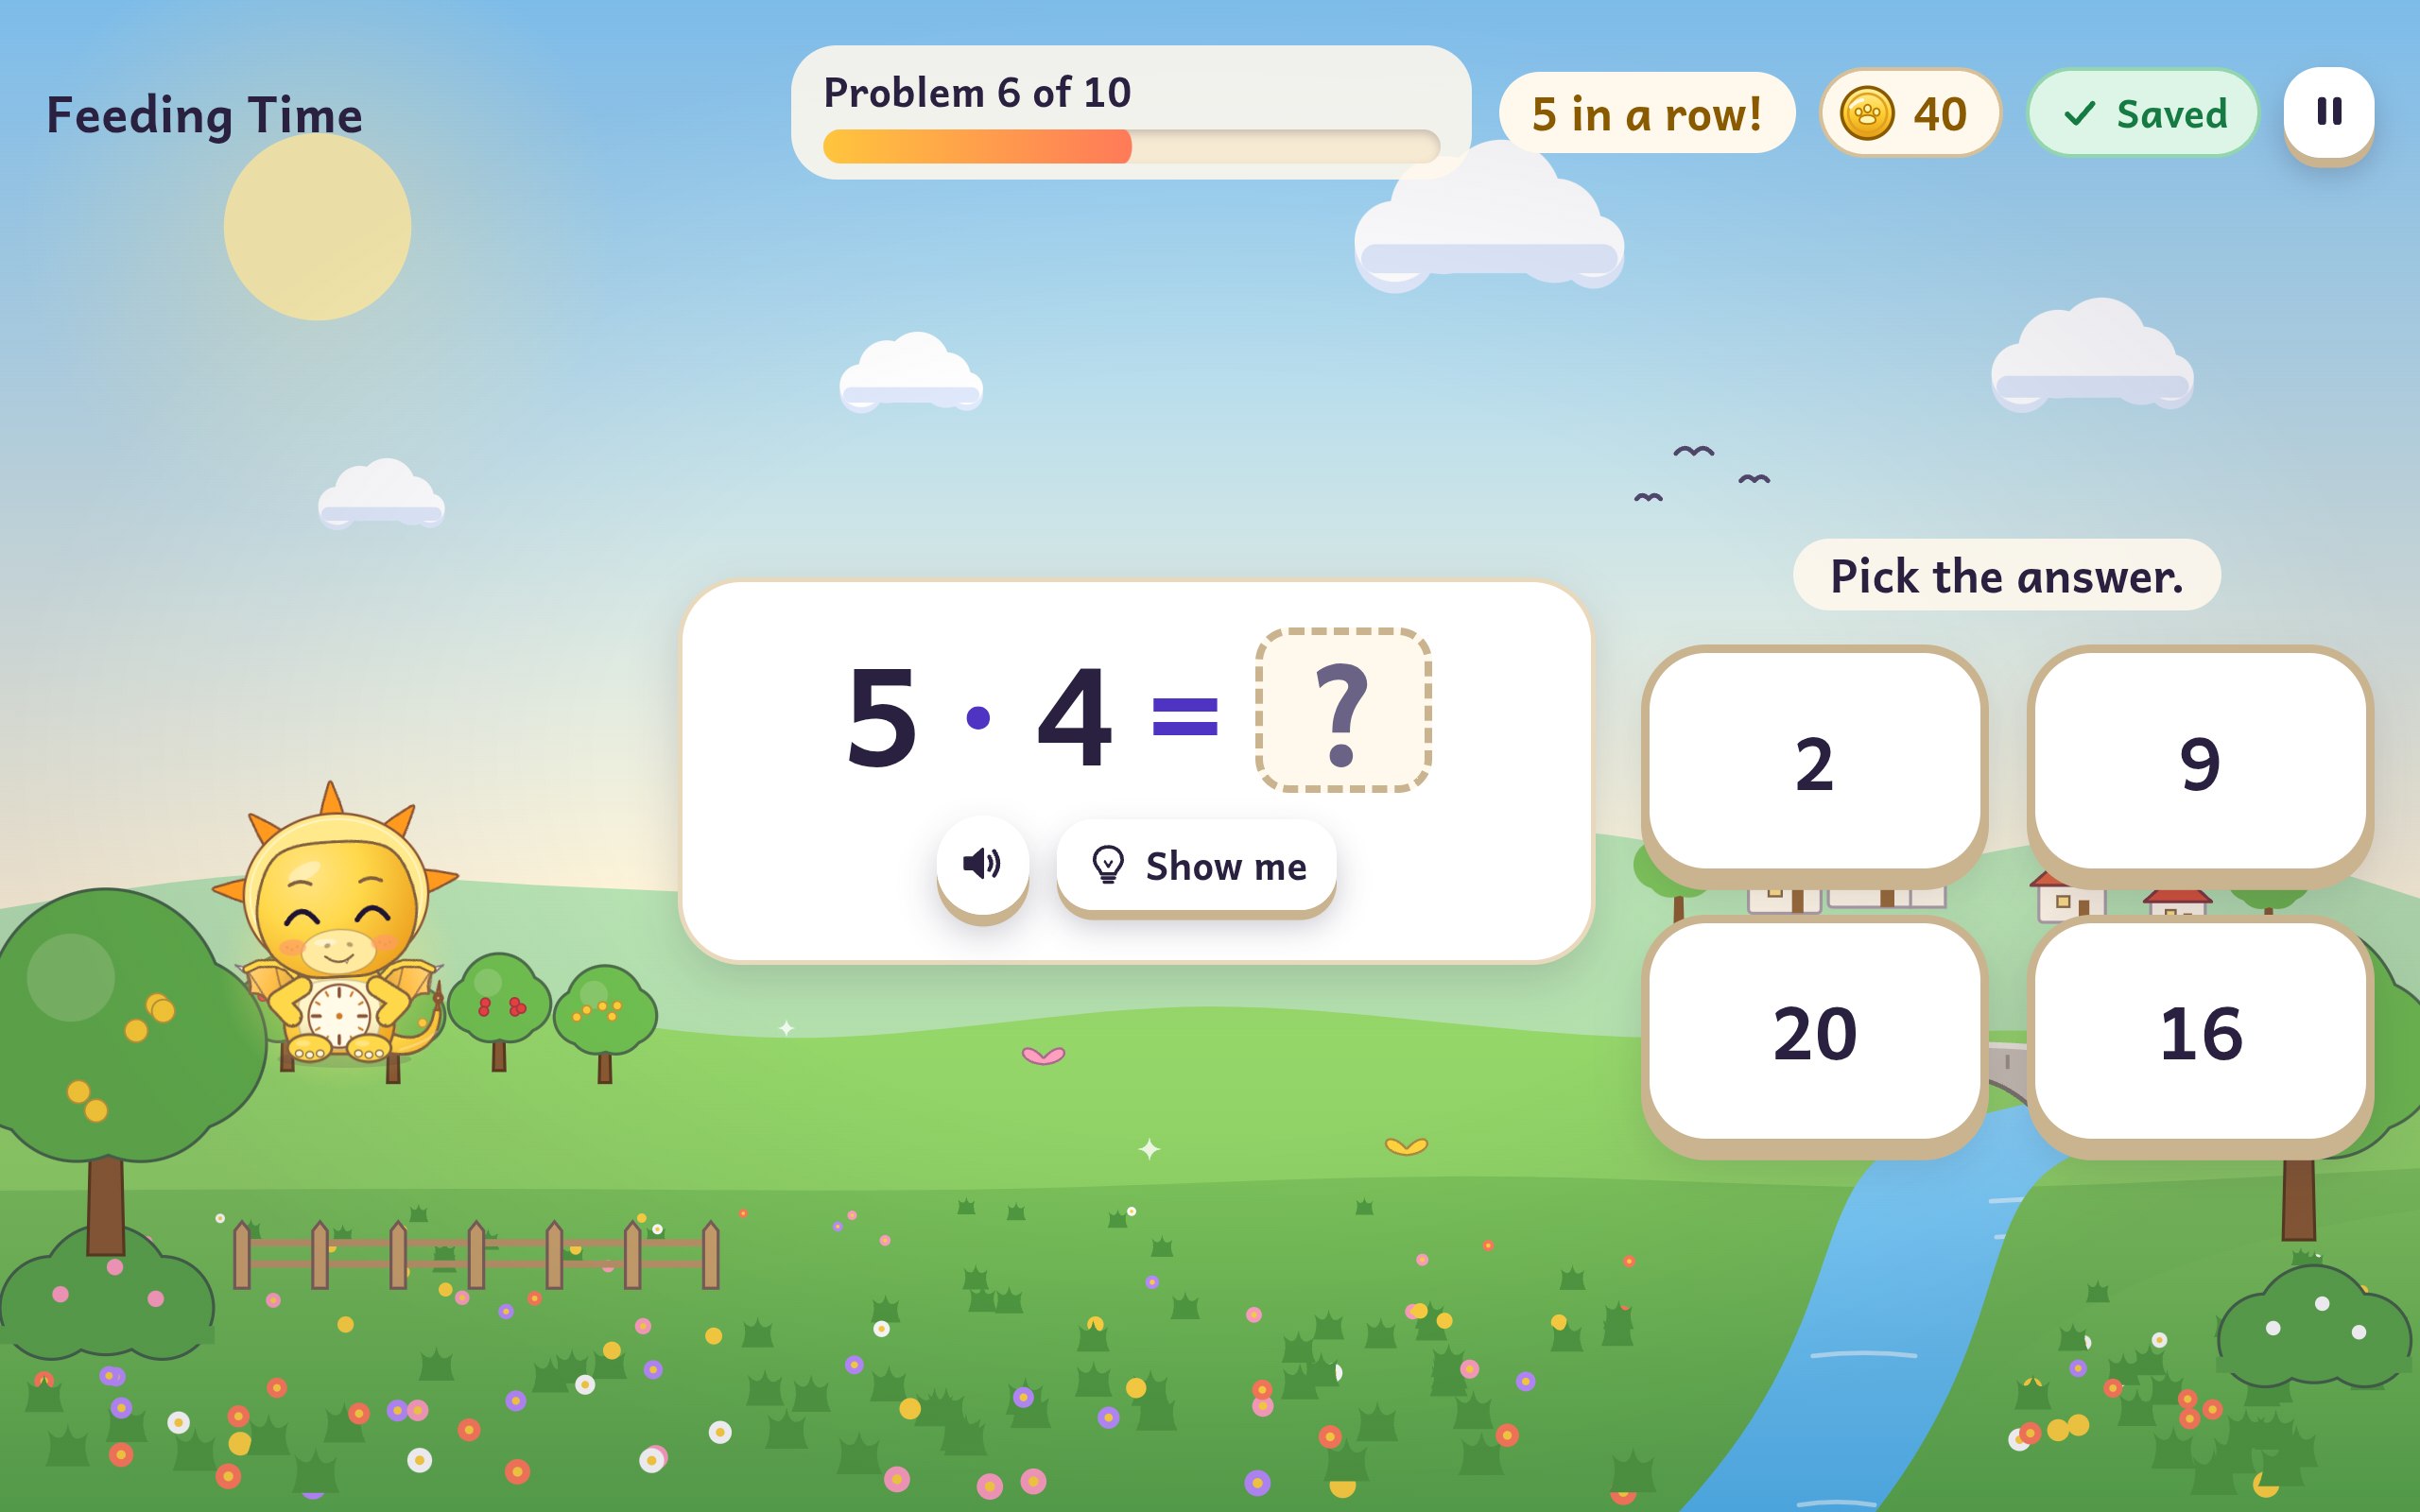 Feeding Time
Problem 6 of 10
5 in a row!
40
Saved
5 · 4 = ?
Show me
Pick the answer.
2
9
20
16